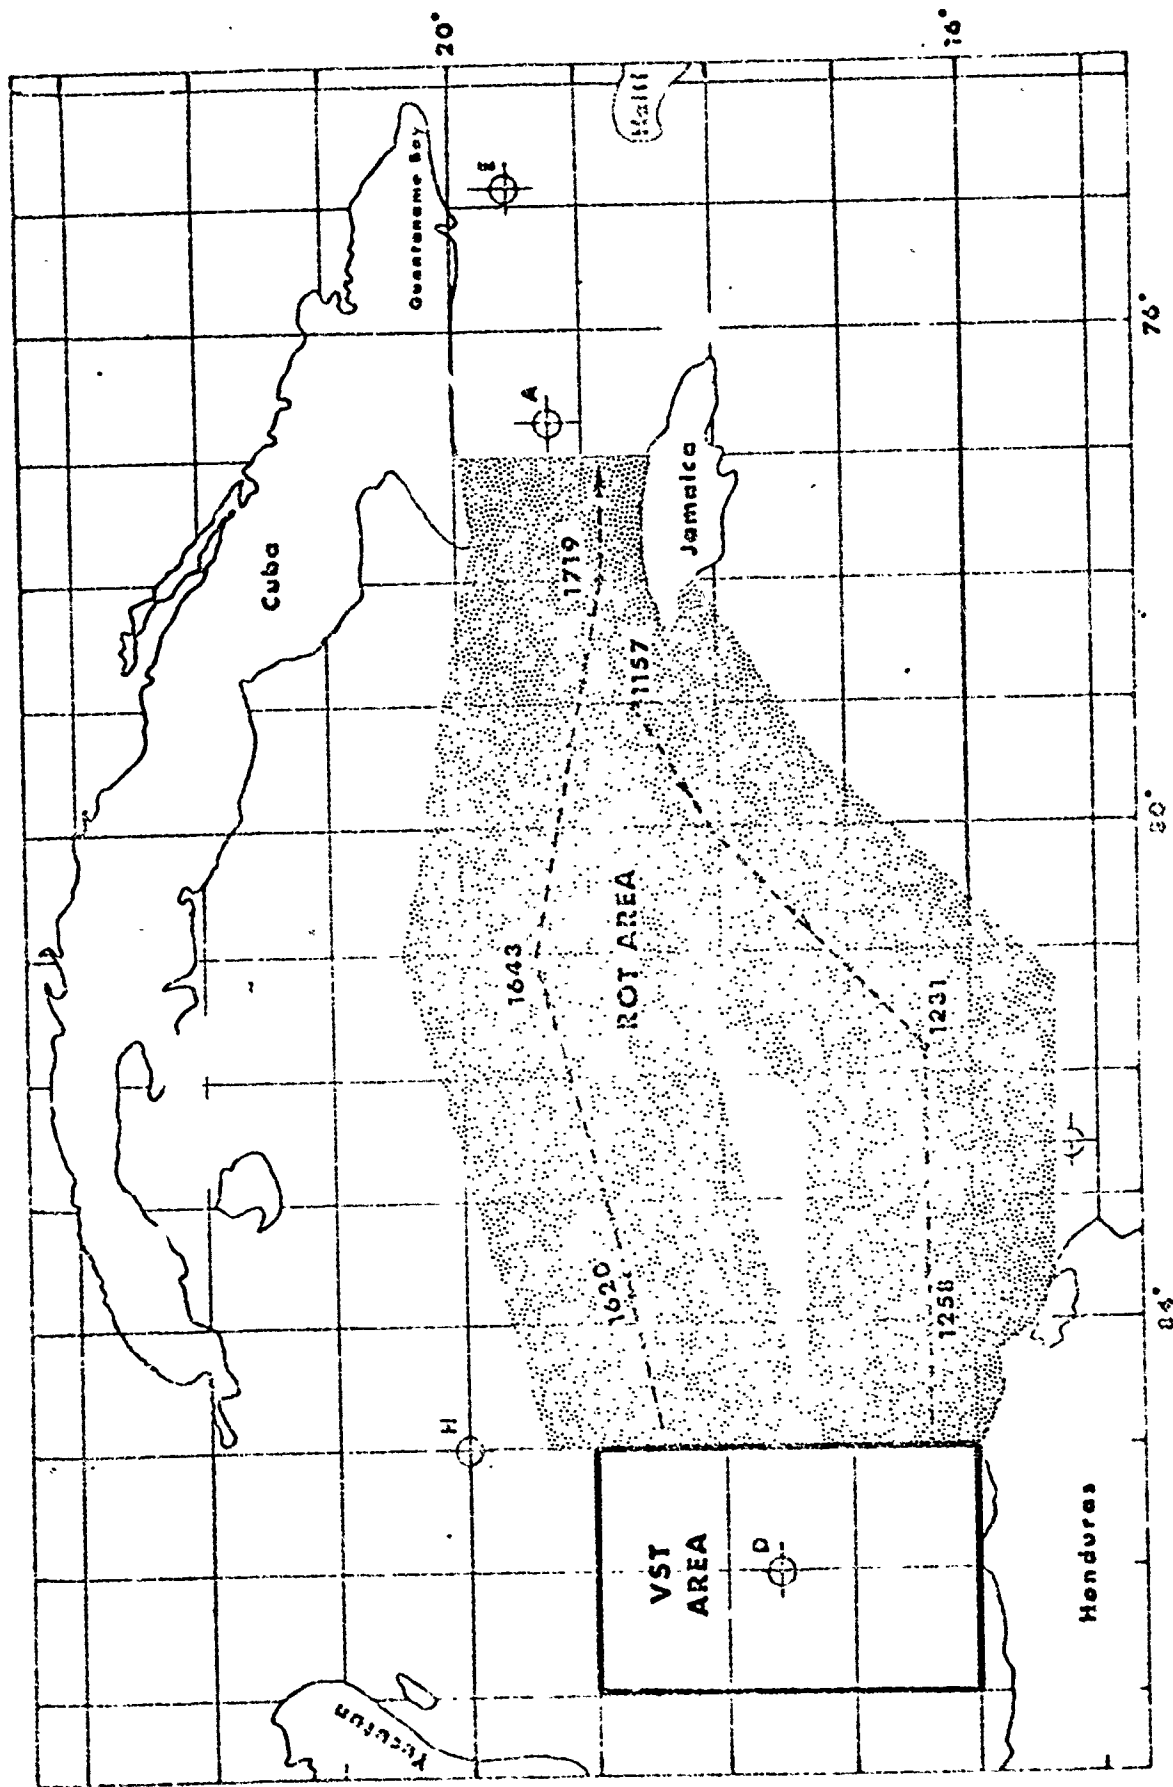 20°
16°
Haiti
Guantaname Bay
E
A
Cuba
Jamaica
76°
1719
1157
80°
1643
ROT AREA
1231
1620
1258
84°
H
VST
AREA
D
Honduras
Yucatan